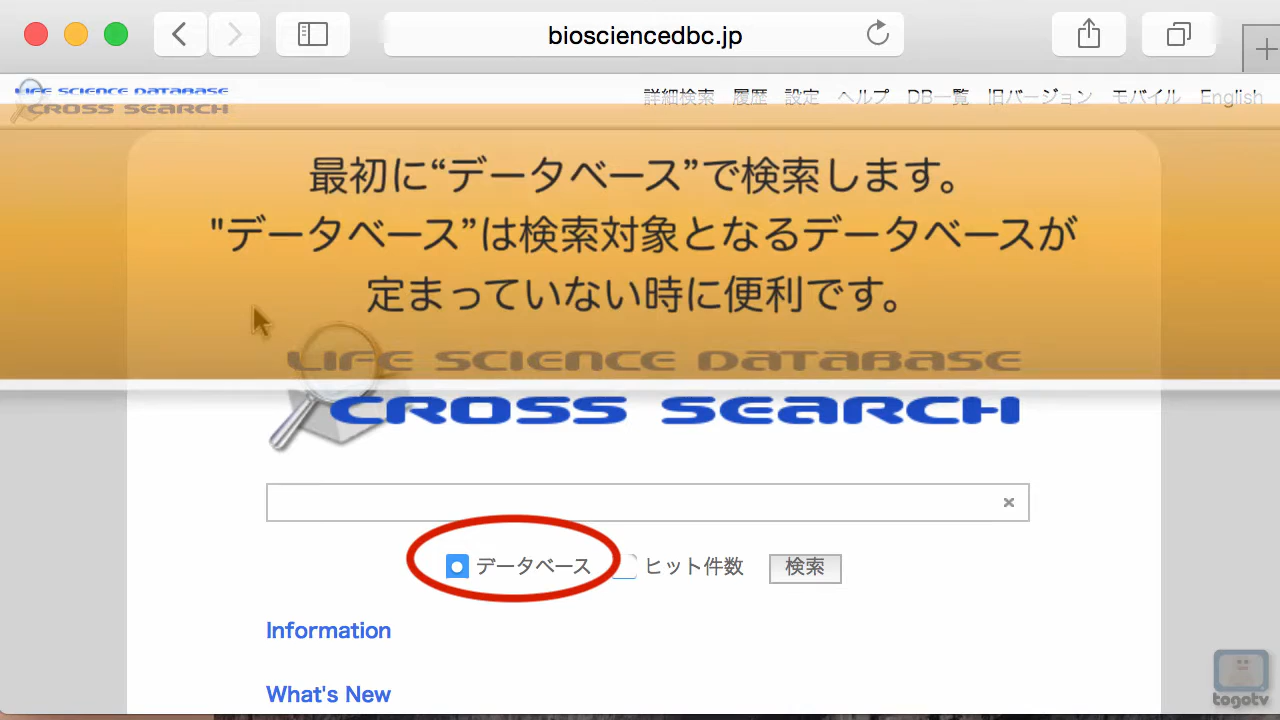 biosciencedbc.jp
LIFE SCIENCE DATABASE
CROSS SEARCH
詳細検索 履歴 設定 ヘルプ DB一覧 旧バージョン モバイル English
最初に“データベース”で検索します。
"データベース”は検索対象となるデータベースが
定まっていない時に便利です。
LIFE SCIENCE DATABASE
CROSS SEARCH
データベース ヒット件数 検索
Information
What's New
togotv